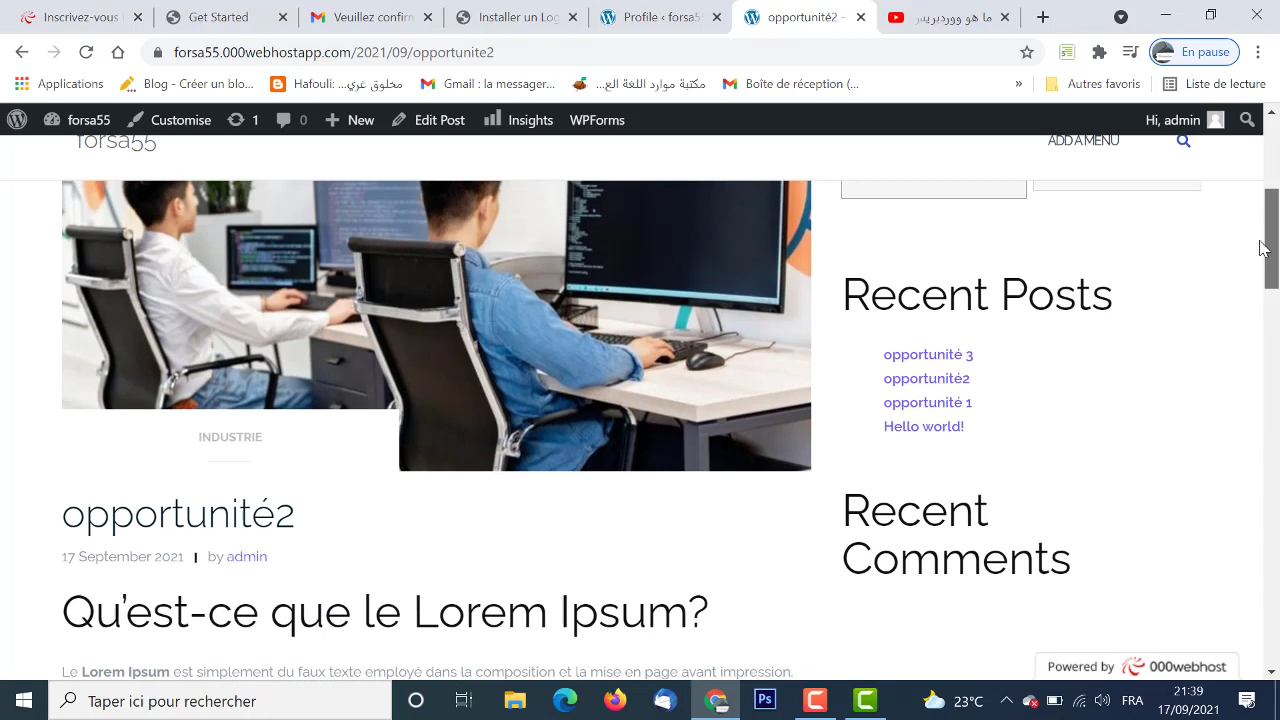 Veuillez confir
Get Started
Installer un Log
Profile ‹ forsa5
opportunité2 –
ما هو ووردبريس
forsa55.000webhostapp.com/2021/09/opportunite2
En pause
Applications
Blog - Créer un blo...
Hafouli: مخلوق غري...
Gmail : la messager...
مكتبة موارد اللغة الع...
Boîte de réception (...
»
Autres favoris
Liste de lecture
forsa55
Customise
1
0
New
Edit Post
Insights
WPForms
Hi, admin
forsa55
ADD A MENU
INDUSTRIE
opportunité2
17 September 2021 | by admin
Qu’est-ce que le Lorem Ipsum?
Le Lorem Ipsum est simplement du faux texte employé dans la composition et la mise en page avant impression.
Recent Posts
opportunité 3
opportunité2
opportunité 1
Hello world!
Recent
Comments
Powered by 000webhost
Taper ici pour rechercher
Ps
23°C
FRA
21:39
17/09/2021